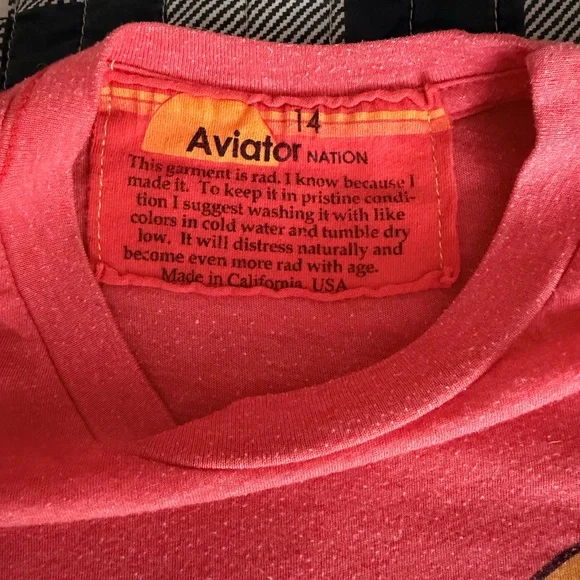 14
Aviator NATION
This garment is rad. I know because I
made it. To keep it in pristine condi-
tion I suggest washing it with like
colors in cold water and tumble dry
low. It will distress naturally and
become even more rad with age.
Made in California, USA